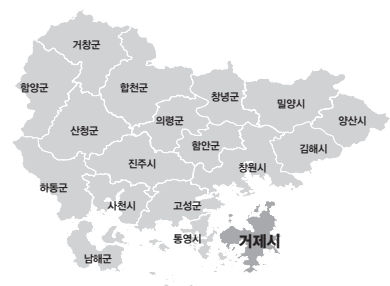 거창군
함양군
합천군
창녕군
밀양시
양산시
의령군
산청군
함안군
김해시
진주시
창원시
하동군
사천시
고성군
통영시
거제시
남해군